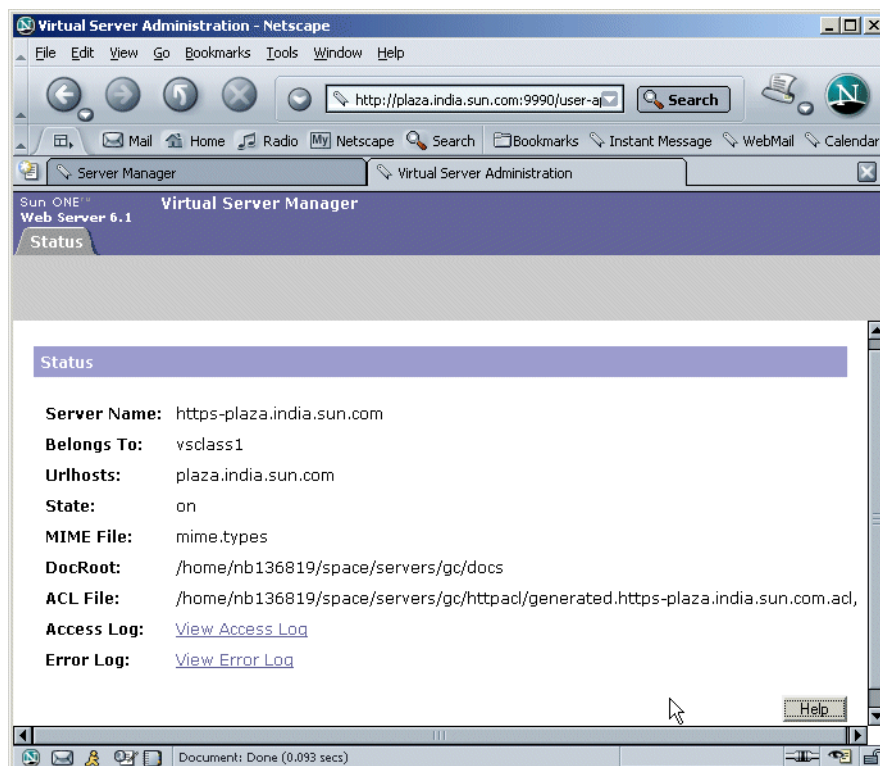 Virtual Server Administration - Netscape
File Edit View Go Bookmarks Tools Window Help
http://plaza.india.sun.com:9990/user-a Search N
Mail Home Radio My Netscape Search Bookmarks Instant Message WebMail Calendar
Server Manager Virtual Server Administration
Sun ONE™ Virtual Server Manager
Web Server 6.1
Status
Status
Server Name: https-plaza.india.sun.com
Belongs To: vsclass1
Urlhosts: plaza.india.sun.com
State: on
MIME File: mime.types
DocRoot: /home/nb136819/space/servers/gc/docs
ACL File: /home/nb136819/space/servers/gc/httpacl/generated.https-plaza.india.sun.com.acl,
Access Log: View Access Log
Error Log: View Error Log
Help
Document: Done (0.093 secs)